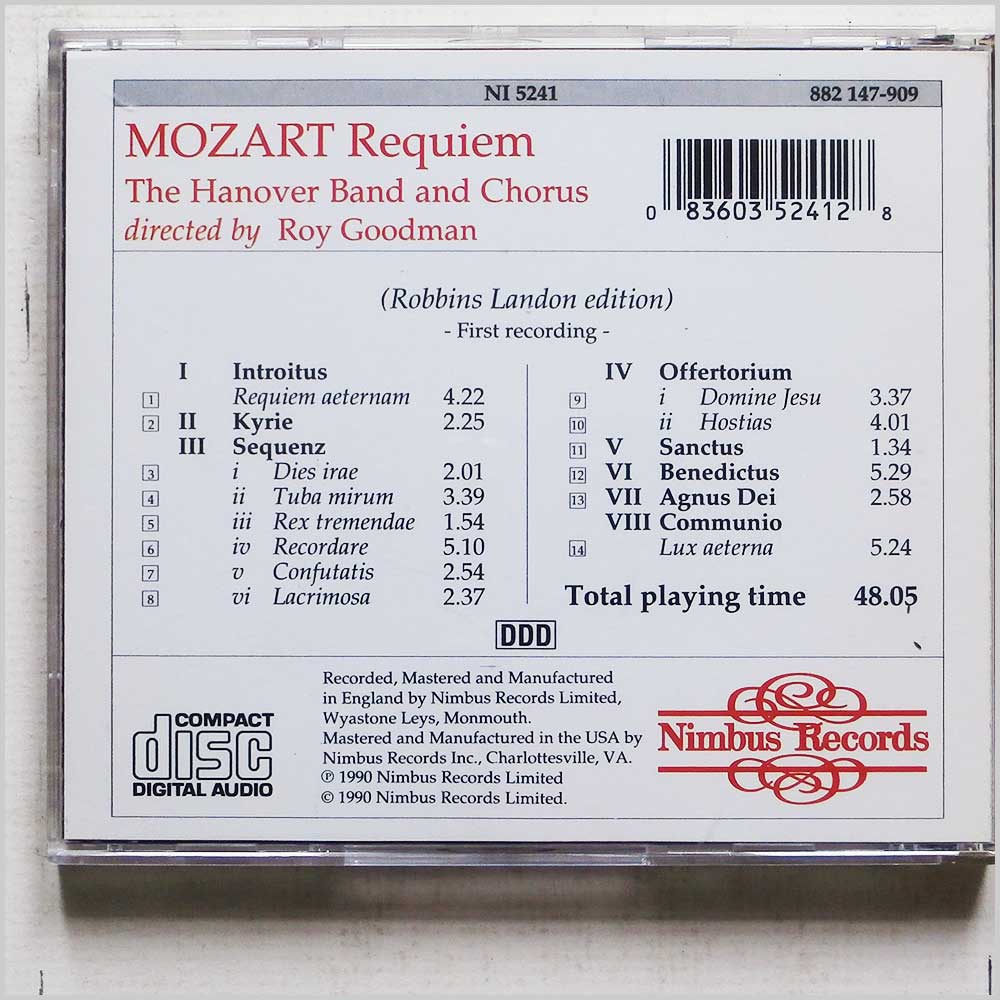 NI 5241 882 147-909
MOZART Requiem
The Hanover Band and Chorus
directed by Roy Goodman
0 83603 52412 8
(Robbins Landon edition)
- First recording -
I Introitus
1 Requiem aeternam 4.22
2 II Kyrie 2.25
III Sequenz
3 i Dies irae 2.01
4 ii Tuba mirum 3.39
5 iii Rex tremendae 1.54
6 iv Recordare 5.10
7 v Confutatis 2.54
8 vi Lacrimosa 2.37
IV Offertorium
9 i Domine Jesu 3.37
10 ii Hostias 4.01
11 V Sanctus 1.34
12 VI Benedictus 5.29
13 VII Agnus Dei 2.58
VIII Communio
14 Lux aeterna 5.24
Total playing time 48.05
DDD
COMPACT
disc
DIGITAL AUDIO
Recorded, Mastered and Manufactured
in England by Nimbus Records Limited,
Wyastone Leys, Monmouth.
Mastered and Manufactured in the USA by
Nimbus Records Inc., Charlottesville, VA.
℗ 1990 Nimbus Records Limited
© 1990 Nimbus Records Limited.
Nimbus Records